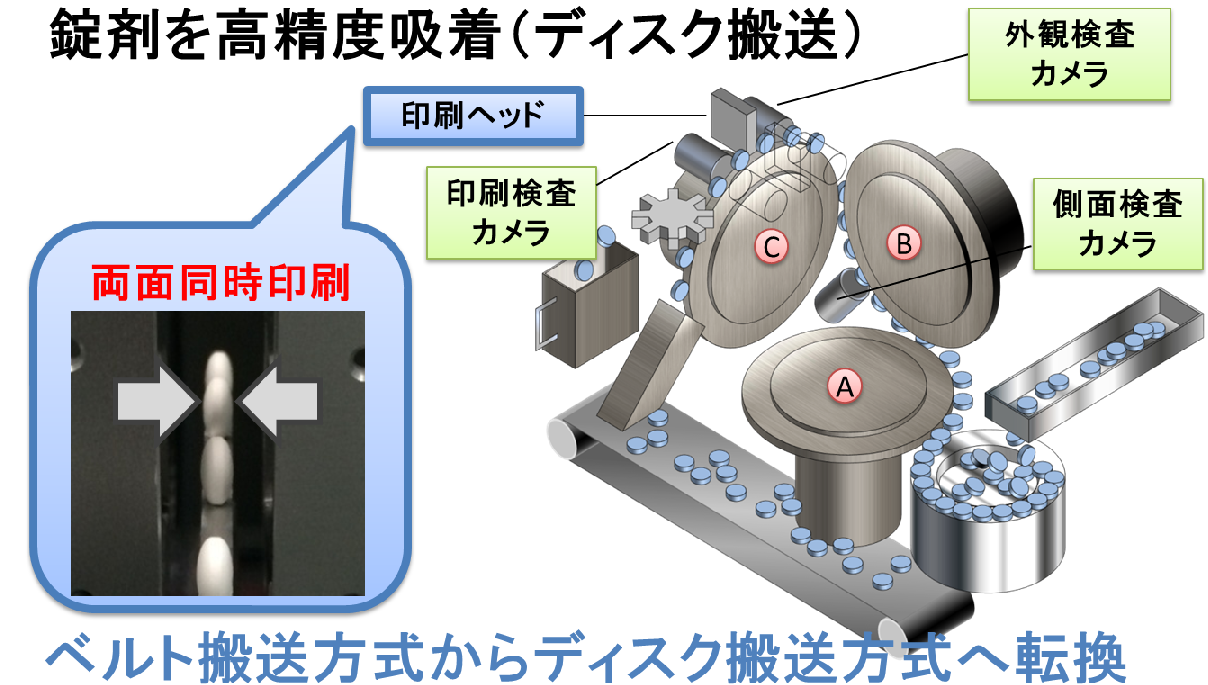 錠剤を高精度吸着（ディスク搬送）
外観検査
カメラ
印刷ヘッド
印刷検査
カメラ
側面検査
カメラ
両面同時印刷
C
B
A
ベルト搬送方式からディスク搬送方式へ転換